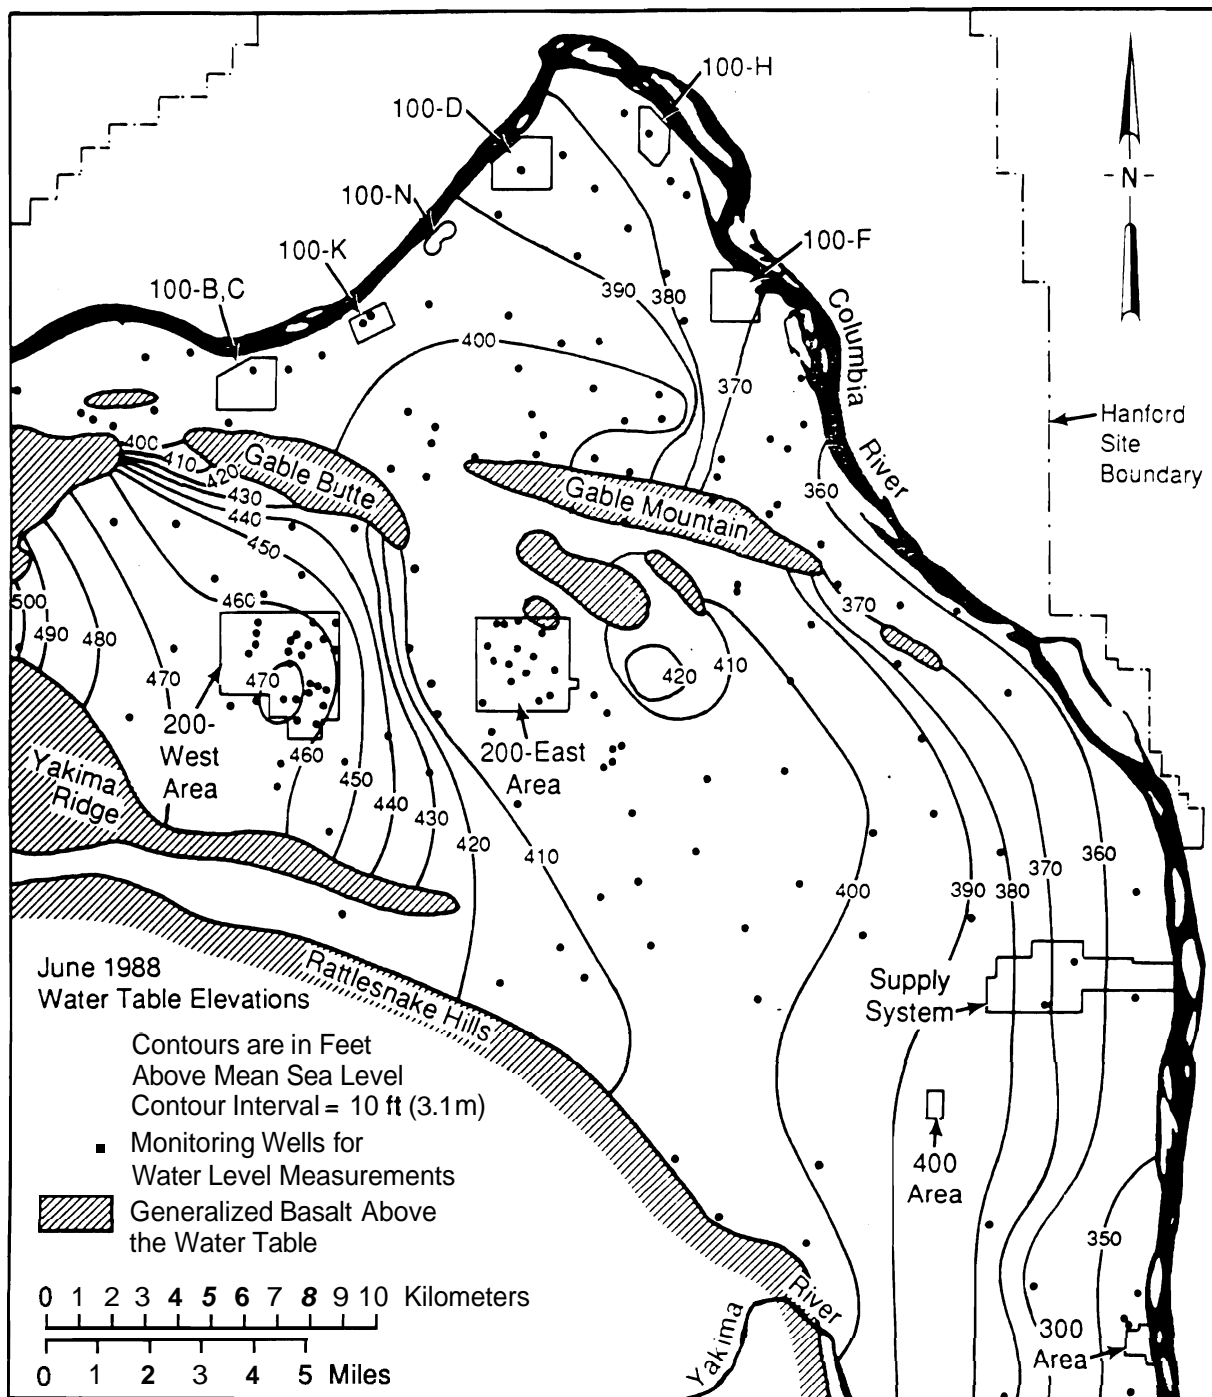 100-H
100-D
100-N
100-K
100-B,C
100-F
N
Columbia
River
Hanford
Site
Boundary
390
380
400
370
360
400
410
420
430
440
450
Gable Butte
Gable Mountain
500
490
480
470
460
470
370
420
410
200-
West
Area
200-East
Area
Yakima
Ridge
460
450
440
430
420
410
400
390
380
370
360
Rattlesnake Hills
Supply
System
400
Area
350
300
Area
Yakima
River
June 1988
Water Table Elevations
Contours are in Feet
Above Mean Sea Level
Contour Interval = 10 ft (3.1m)
Monitoring Wells for
Water Level Measurements
Generalized Basalt Above
the Water Table
0 1 2 3 4 5 6 7 8 9 10 Kilometers
0 1 2 3 4 5 Miles